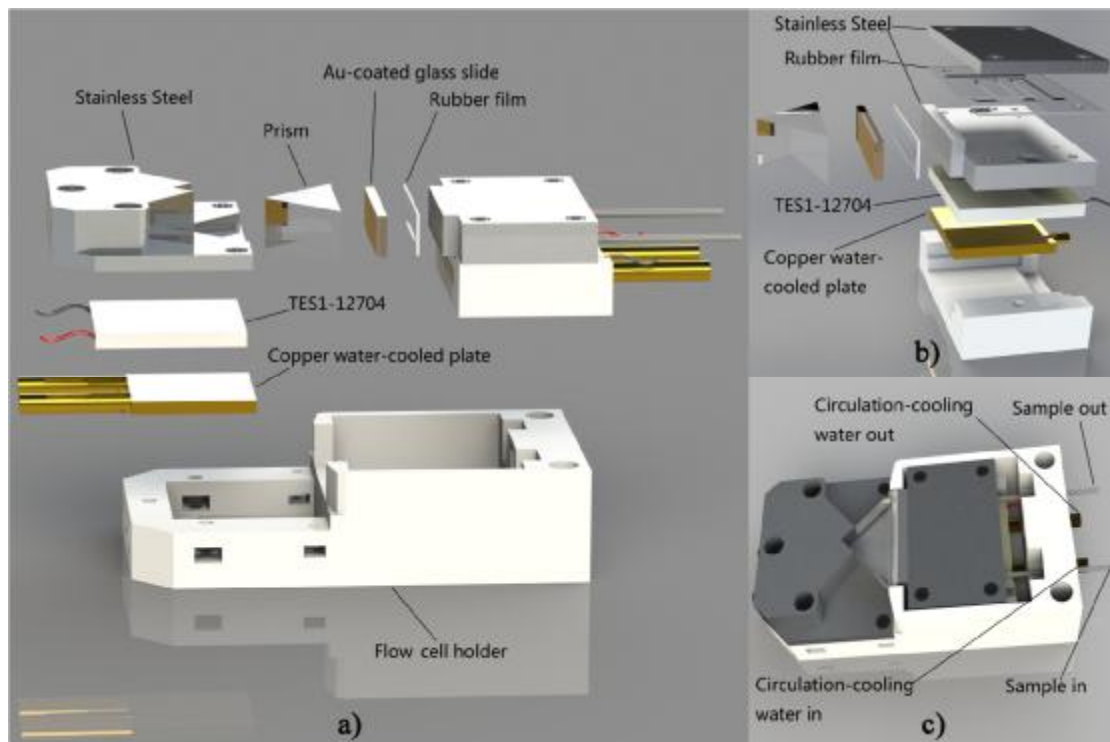 Stainless Steel
Prism
Au-coated glass slide
Rubber film
TES1-12704
Copper water-cooled plate
Flow cell holder
a)
Stainless Steel
Rubber film
TES1-12704
Copper water-
cooled plate
b)
Circulation-cooling
water out
Sample out
Circulation-cooling
water in
Sample in
c)